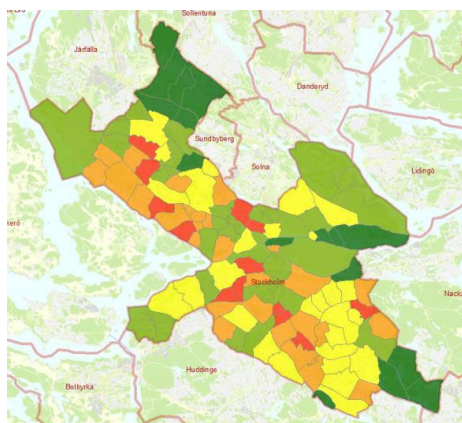 Sollentuna
Järfälla
Danderyd
Sundbyberg
Solna
Lidingö
Stockholm
Nacka
Huddinge
Botkyrka